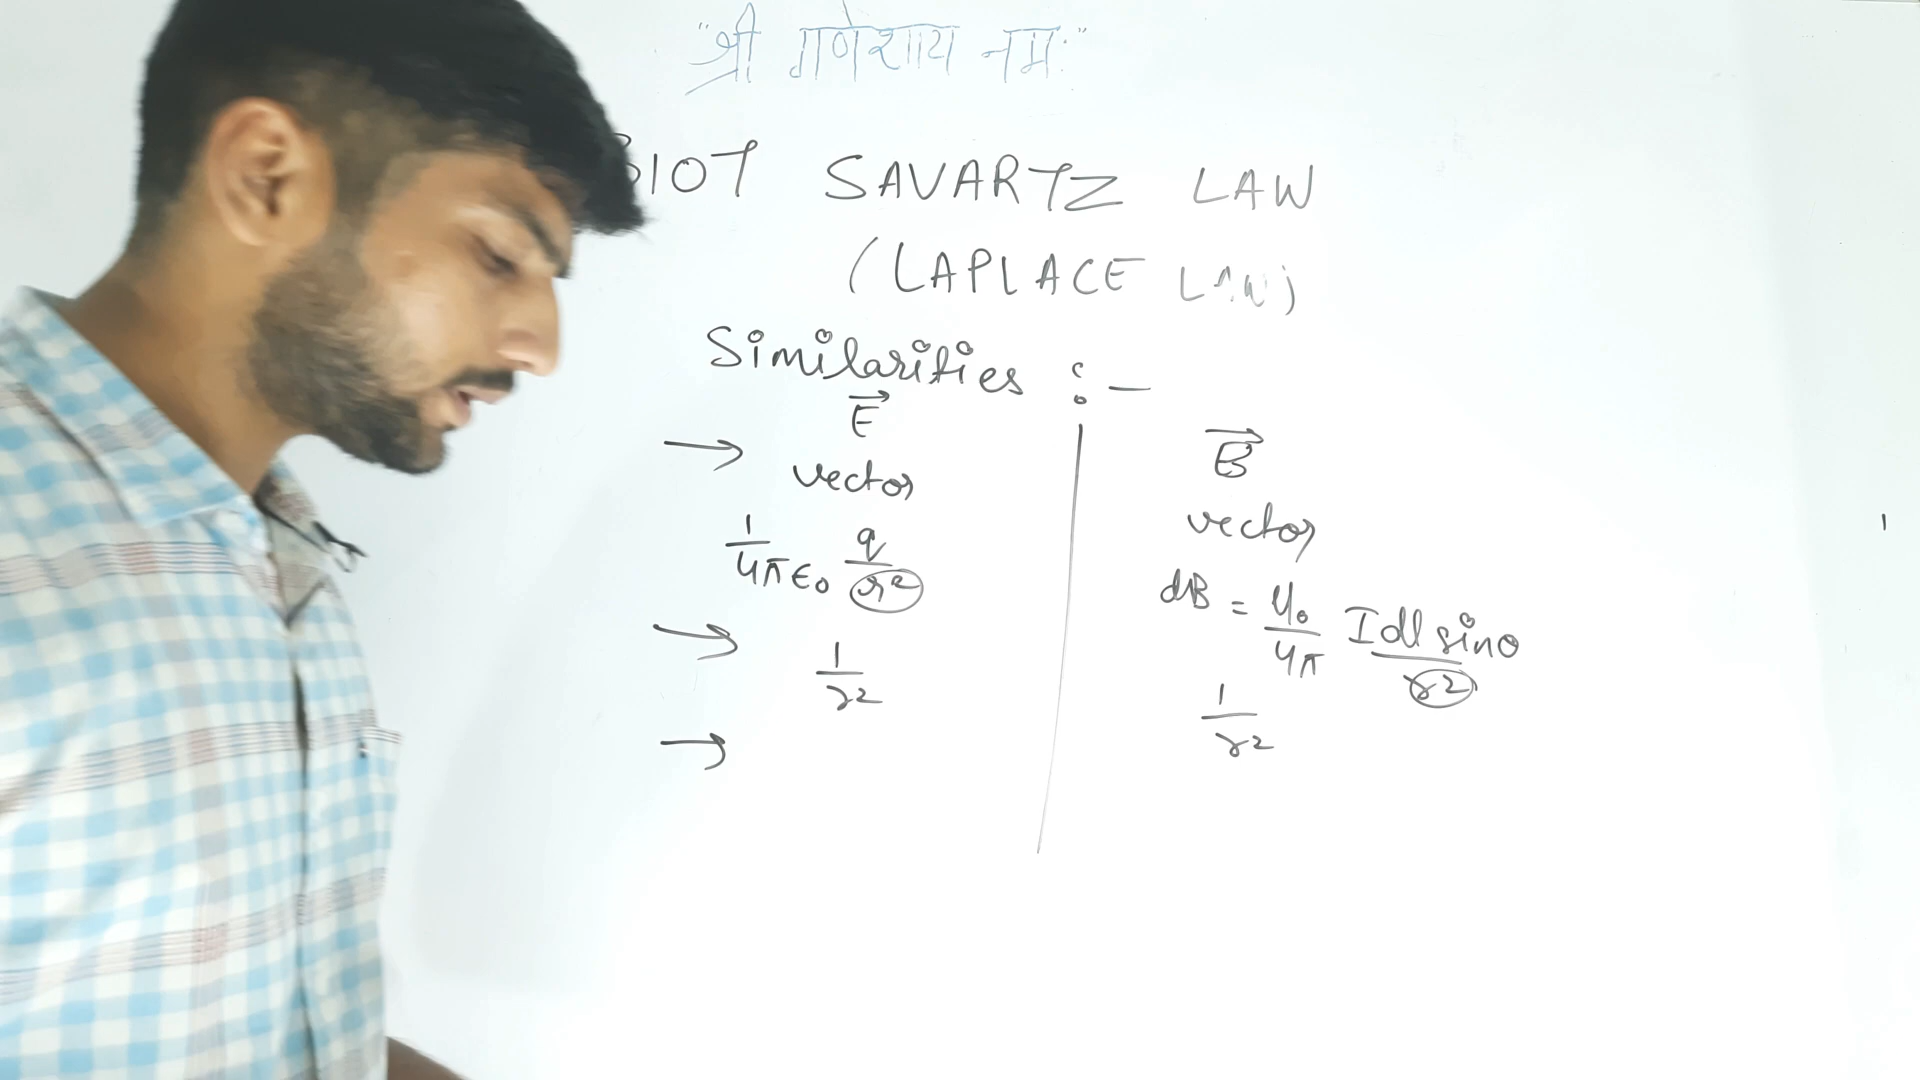 "श्री गणेशाय नमः"
BIOT SAVARTZ LAW
(LAPLACE LAW)
Similarities :-
→ E⃗ | B⃗
vector | vector
1/4πϵ₀ q/r² | dB = μ₀/4π Idl sinθ/r²
→ 1/r² | 1/r²
→